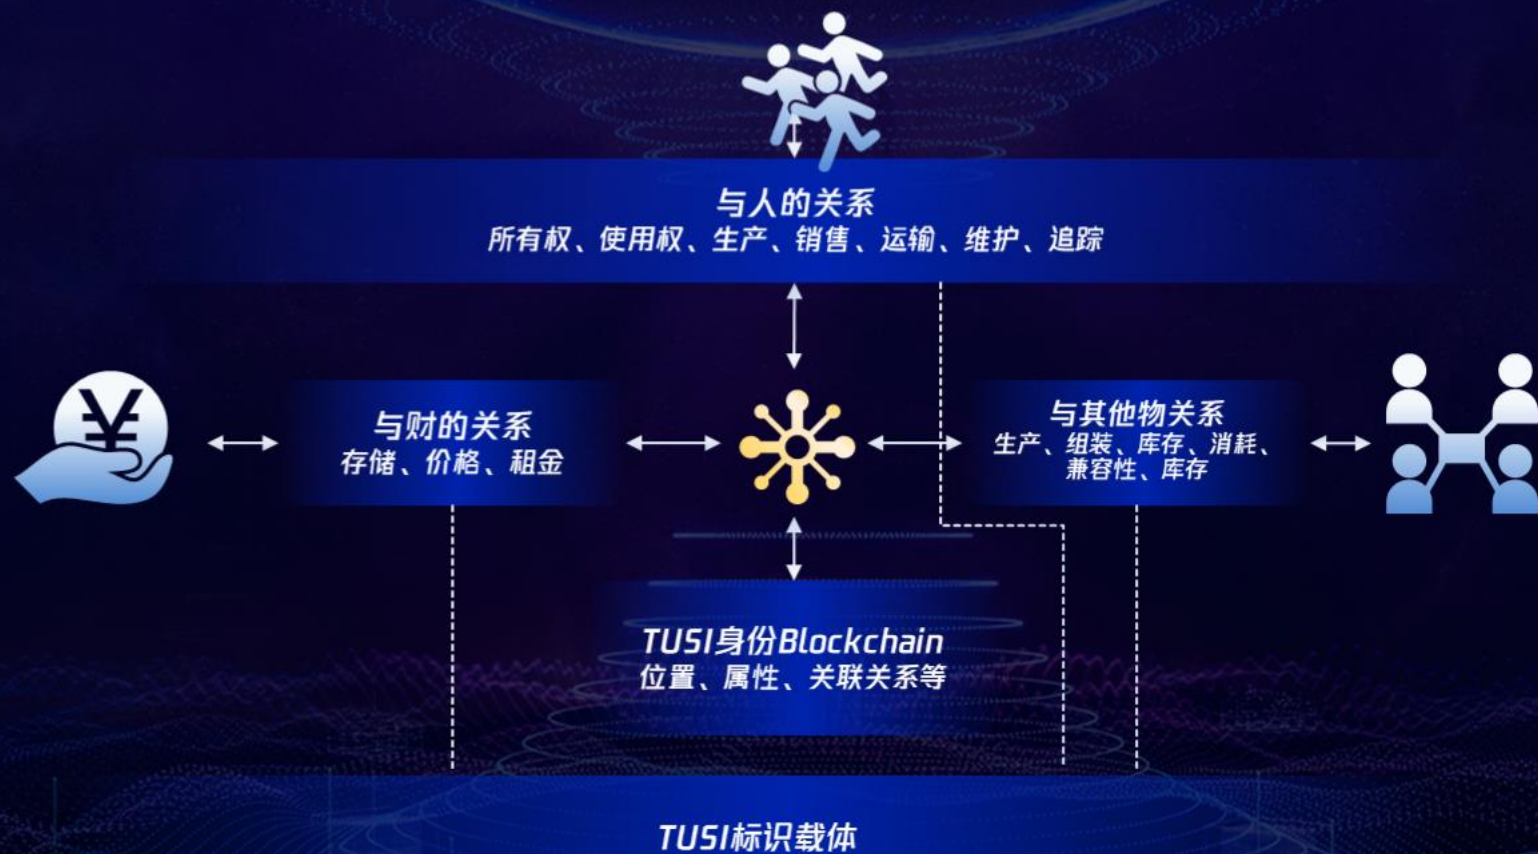 与人的关系
所有权、使用权、生产、销售、运输、维护、追踪
¥
与财的关系
存储、价格、租金
与其他物关系
生产、组装、库存、消耗、
兼容性、库存
TUSI身份Blockchain
位置、属性、关联关系等
TUSI标识载体